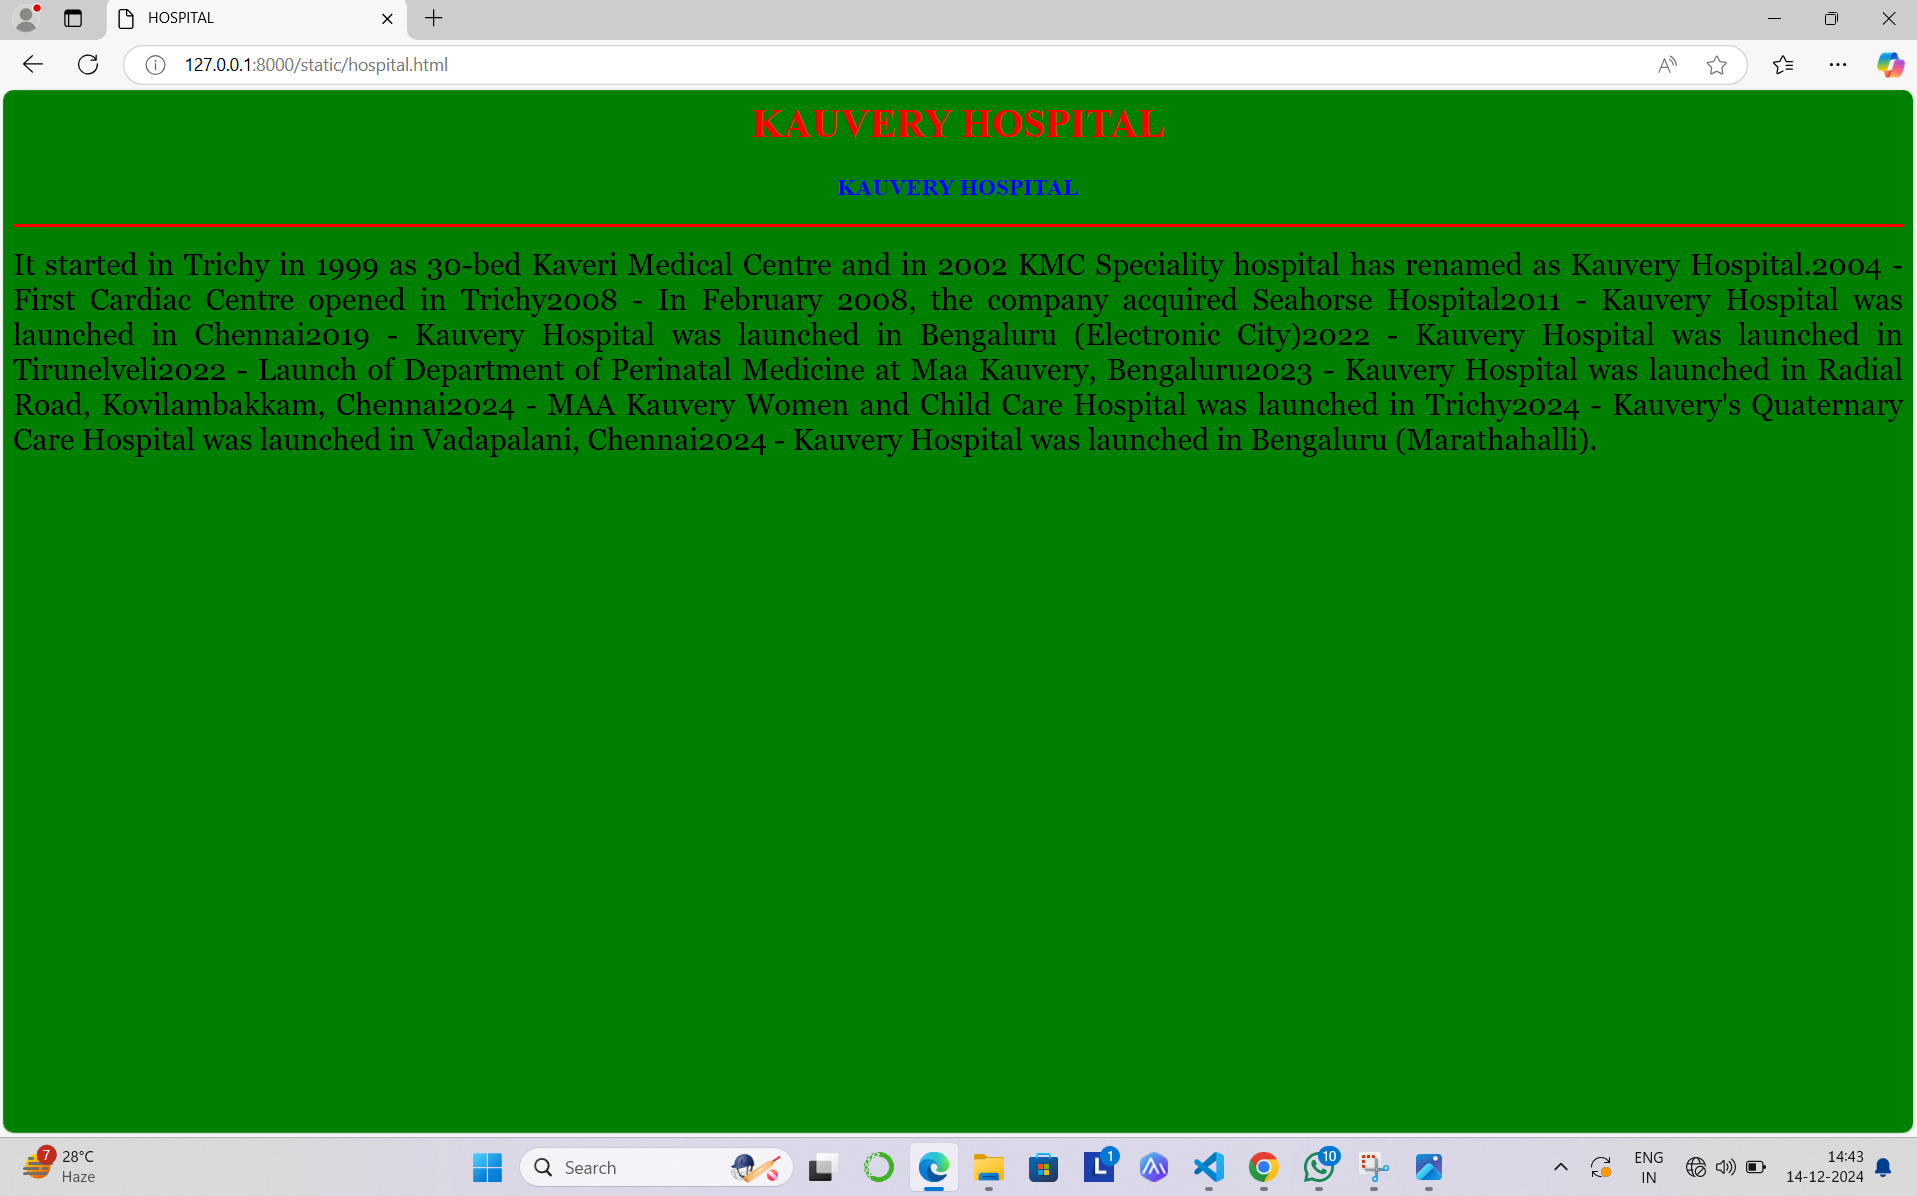 HOSPITAL
127.0.0.1:8000/static/hospital.html
KAUVERY HOSPITAL
KAUVERY HOSPITAL
It started in Trichy in 1999 as 30-bed Kaveri Medical Centre and in 2002 KMC Speciality hospital has renamed as Kauvery Hospital.2004 -
First Cardiac Centre opened in Trichy2008 - In February 2008, the company acquired Seahorse Hospital2011 - Kauvery Hospital was
launched in Chennai2019 - Kauvery Hospital was launched in Bengaluru (Electronic City)2022 - Kauvery Hospital was launched in
Tirunelveli2022 - Launch of Department of Perinatal Medicine at Maa Kauvery, Bengaluru2023 - Kauvery Hospital was launched in Radial
Road, Kovilambakkam, Chennai2024 - MAA Kauvery Women and Child Care Hospital was launched in Trichy2024 - Kauvery's Quaternary
Care Hospital was launched in Vadapalani, Chennai2024 - Kauvery Hospital was launched in Bengaluru (Marathahalli).
7
28°C
Haze
Search
L
1
10
ENG
IN
14:43
14-12-2024